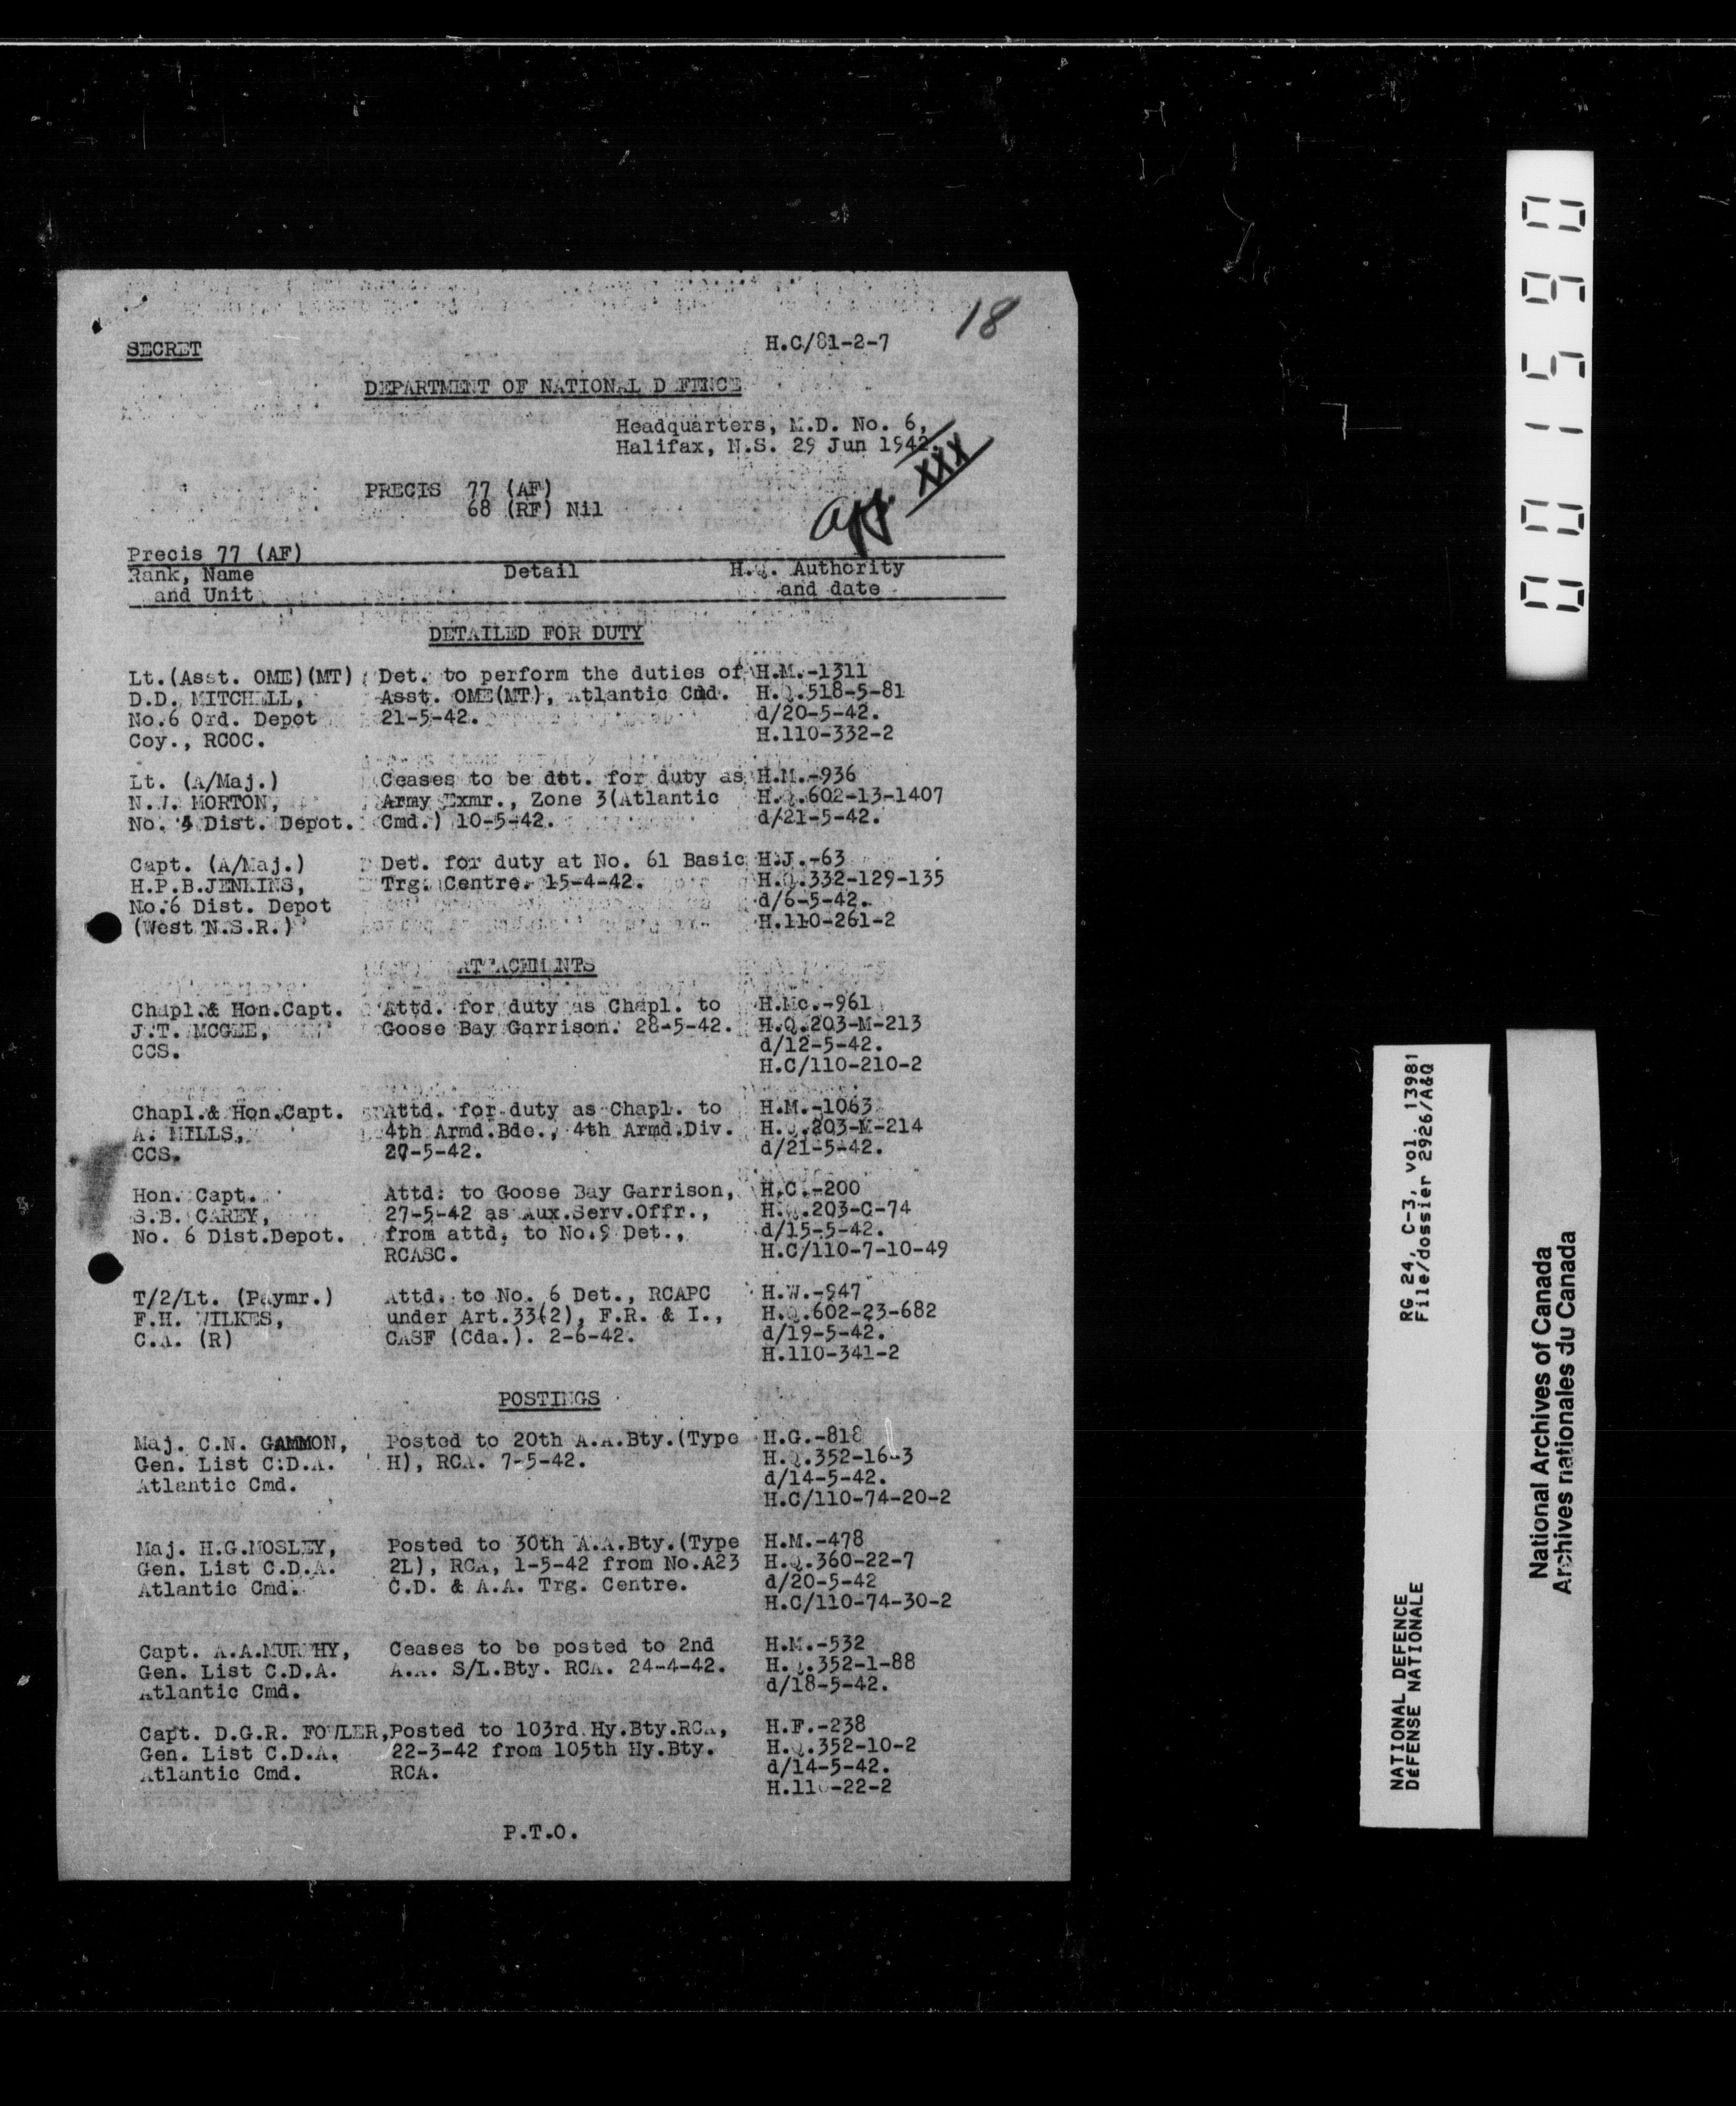 18
SECRET
H.C/81-2-7
DEPARTMENT OF NATIONAL D FENCE
Headquarters, M.D. No. 6,
Halifax, N.S. 29 Jun 1942.
app. XXX
PRECIS 77 (AF)
68 (RF) Nil
Precis 77 (AF)
Rank, Name Detail H.Q. Authority
and Unit and date
DETAILED FOR DUTY
Lt.(Asst. OME)(MT) Det. to perform the duties of H.M.-1311
D.D. MITCHELL, Asst. OME(MT), Atlantic Cmd. H.Q.518-5-81
No.6 Ord. Depot 21-5-42. d/20-5-42.
Coy., RCOC. H.110-332-2
Lt. (A/Maj.) Ceases to be det. for duty as H.M.-936
N.W. MORTON, Army Exmr., Zone 3(Atlantic H.Q.602-13-1407
No. 4 Dist. Depot. Cmd.) 10-5-42. d/21-5-42.
Capt. (A/Maj.) Det. for duty at No. 61 Basic H.J.-63
H.P.B.JENKINS, Trg. Centre. 15-4-42. H.Q.332-129-135
No.6 Dist. Depot d/6-5-42.
(West N.S.R.) H.110-261-2
ATTACHMENTS
Chapl.& Hon.Capt. Attd. for duty as Chapl. to H.Mc.-961
J.T. MCGEE, Goose Bay Garrison. 28-5-42. H.Q.203-M-213
CCS. d/12-5-42.
H.C/110-210-2
Chapl.& Hon.Capt. Attd. for duty as Chapl. to H.M.-1063
A. MILLS, 4th Armd.Bde., 4th Armd.Div. H.Q.203-M-214
CCS. 27-5-42. d/21-5-42.
Hon. Capt. Attd. to Goose Bay Garrison, H.C.-200
S.B. CAREY, 27-5-42 as Aux.Serv.Offr., H.Q.203-C-74
No. 6 Dist.Depot. from attd. to No.9 Det., d/15-5-42.
RCASC. H.C/110-7-10-49
T/2/Lt. (Paymr.) Attd. to No. 6 Det., RCAPC H.W.-947
F.H. WILKES, under Art.33(2), F.R. & I., H.Q.602-23-682
C.A. (R) CASF (Cda.). 2-6-42. d/19-5-42.
H.110-341-2
POSTINGS
Maj. C.N. GAMMON, Posted to 20th A.A.Bty.(Type H.G.-818
Gen. List C.D.A. H), RCA. 7-5-42. H.Q.352-16-3
Atlantic Cmd. d/14-5-42.
H.C/110-74-20-2
Maj. H.G.MOSLEY, Posted to 30th A.A.Bty.(Type H.M.-478
Gen. List C.D.A. 2L), RCA, 1-5-42 from No.A23 H.Q.360-22-7
Atlantic Cmd. C.D. & A.A. Trg. Centre. d/20-5-42
H.C/110-74-30-2
Capt. A.A.MURPHY, Ceases to be posted to 2nd H.M.-532
Gen. List C.D.A. A.A. S/L.Bty. RCA. 24-4-42. H.Q.352-1-88
Atlantic Cmd. d/18-5-42.
Capt. D.G.R. FOWLER, Posted to 103rd Hy.Bty.RCA, H.F.-238
Gen. List C.D.A. 22-3-42 from 105th Hy.Bty. H.Q.352-10-2
Atlantic Cmd. RCA. d/14-5-42.
H.110-22-2
P.T.O.
001590
NATIONAL DEFENCE RG 24, C-3, vol. 13981
DÉFENSE NATIONALE File/dossier 2926/A&Q
National Archives of Canada
Archives nationales du Canada